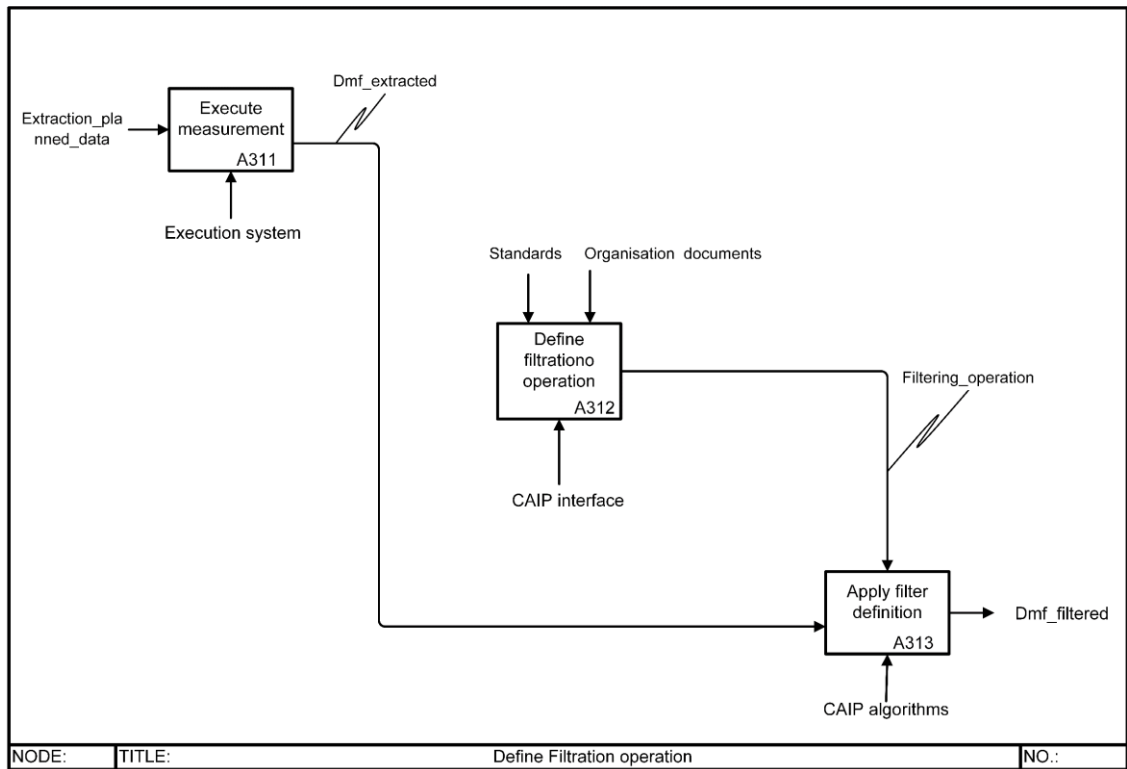 Dmf_extracted
Extraction_pla
nned_data
Execute
measurement
A311
Execution system
Standards
Organisation documents
Define
filtrationo
operation
A312
CAIP interface
Filtering_operation
Apply filter
definition
A313
Dmf_filtered
CAIP algorithms
NODE:
TITLE:
Define Filtration operation
NO.: